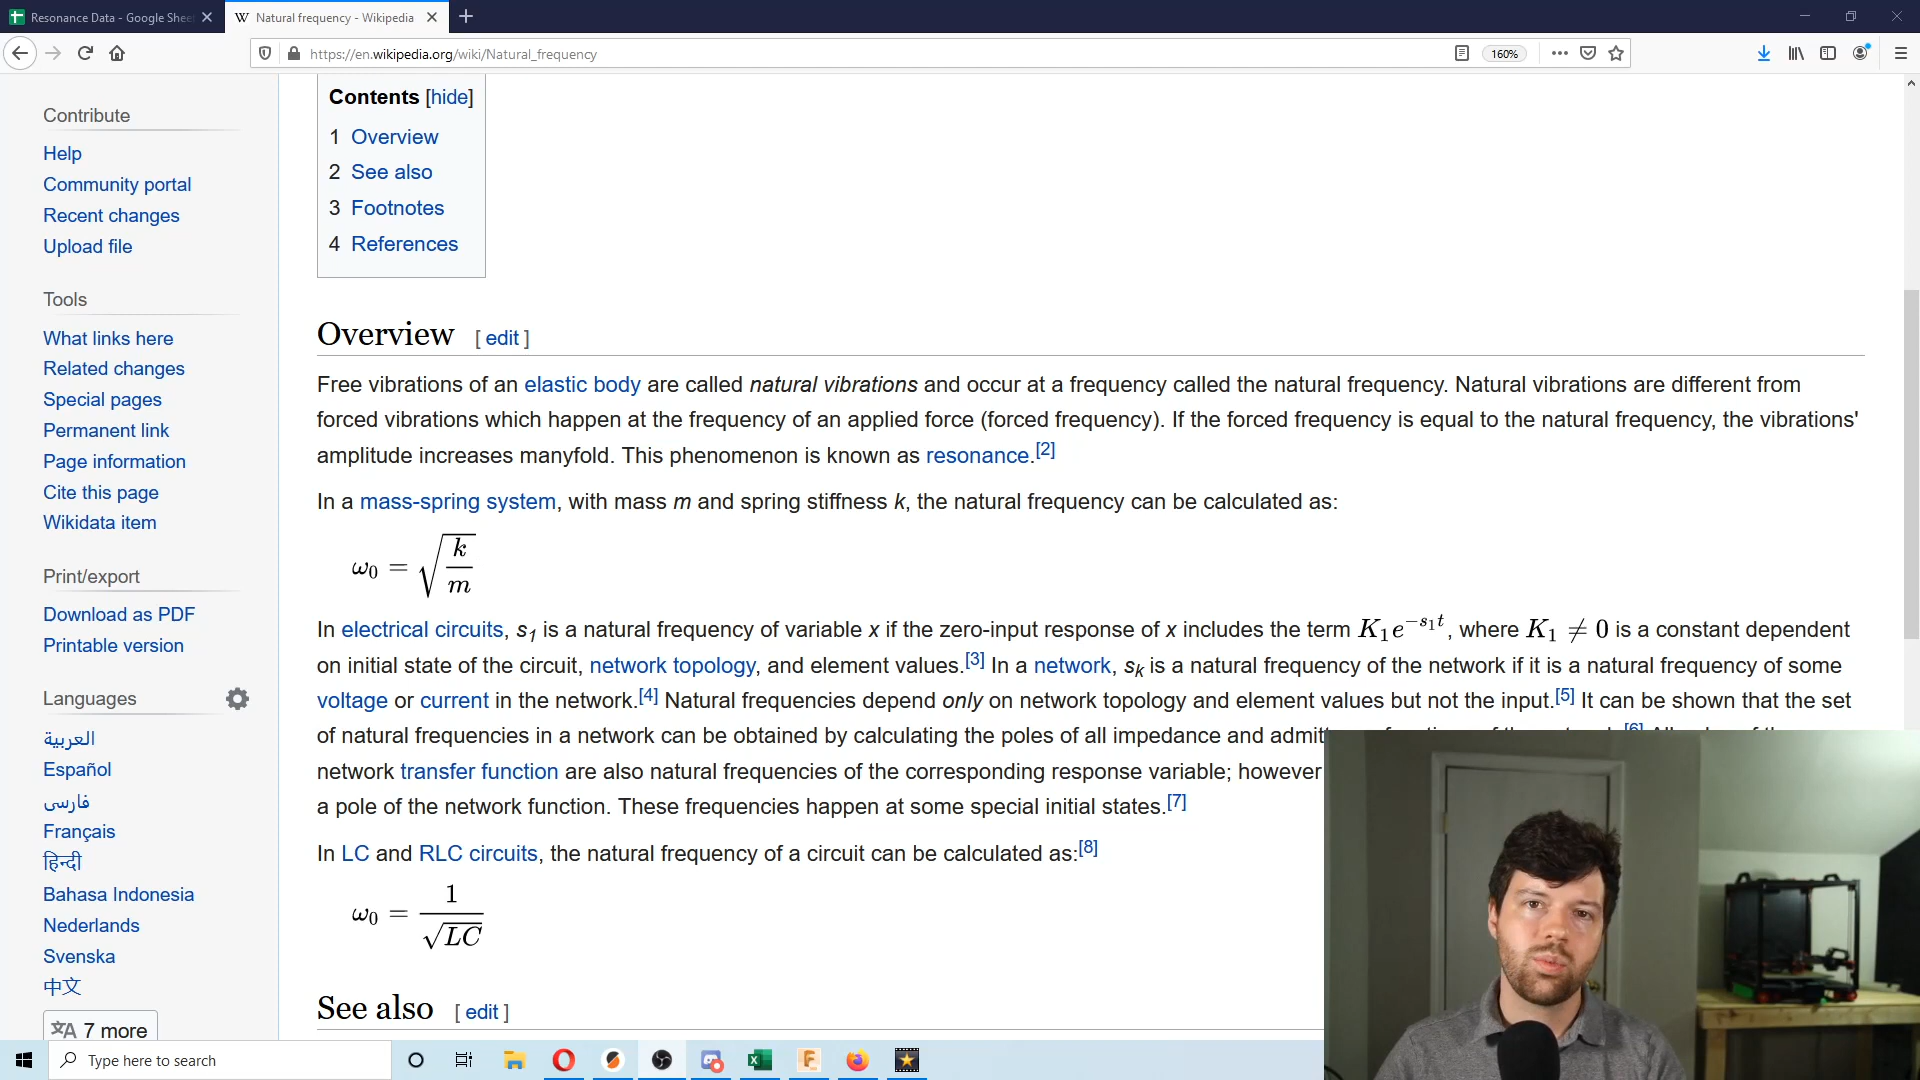 Resonance Data - Google Shee
Natural frequency - Wikipedia
https://en.wikipedia.org/wiki/Natural_frequency
160%
Contribute
Help
Community portal
Recent changes
Upload file
Tools
What links here
Related changes
Special pages
Permanent link
Page information
Cite this page
Wikidata item
Print/export
Download as PDF
Printable version
Languages
العربية
Español
فارسی
Français
हिन्दी
Bahasa Indonesia
Nederlands
Svenska
中文
7 more
Contents [hide]
1 Overview
2 See also
3 Footnotes
4 References
Overview [ edit ]
Free vibrations of an elastic body are called natural vibrations and occur at a frequency called the natural frequency. Natural vibrations are different from
forced vibrations which happen at the frequency of an applied force (forced frequency). If the forced frequency is equal to the natural frequency, the vibrations'
amplitude increases manyfold. This phenomenon is known as resonance.[2]
In a mass-spring system, with mass m and spring stiffness k, the natural frequency can be calculated as:
ω₀ = √(k/m)
In electrical circuits, s₁ is a natural frequency of variable x if the zero-input response of x includes the term K₁e^(−s₁t), where K₁ ≠ 0 is a constant dependent
on initial state of the circuit, network topology, and element values.[3] In a network, sₖ is a natural frequency of the network if it is a natural frequency of some
voltage or current in the network.[4] Natural frequencies depend only on network topology and element values but not the input.[5] It can be shown that the set
of natural frequencies in a network can be obtained by calculating the poles of all impedance and admitt
network transfer function are also natural frequencies of the corresponding response variable; however
a pole of the network function. These frequencies happen at some special initial states.[7]
In LC and RLC circuits, the natural frequency of a circuit can be calculated as:[8]
ω₀ = 1/√(LC)
See also [ edit ]
Type here to search